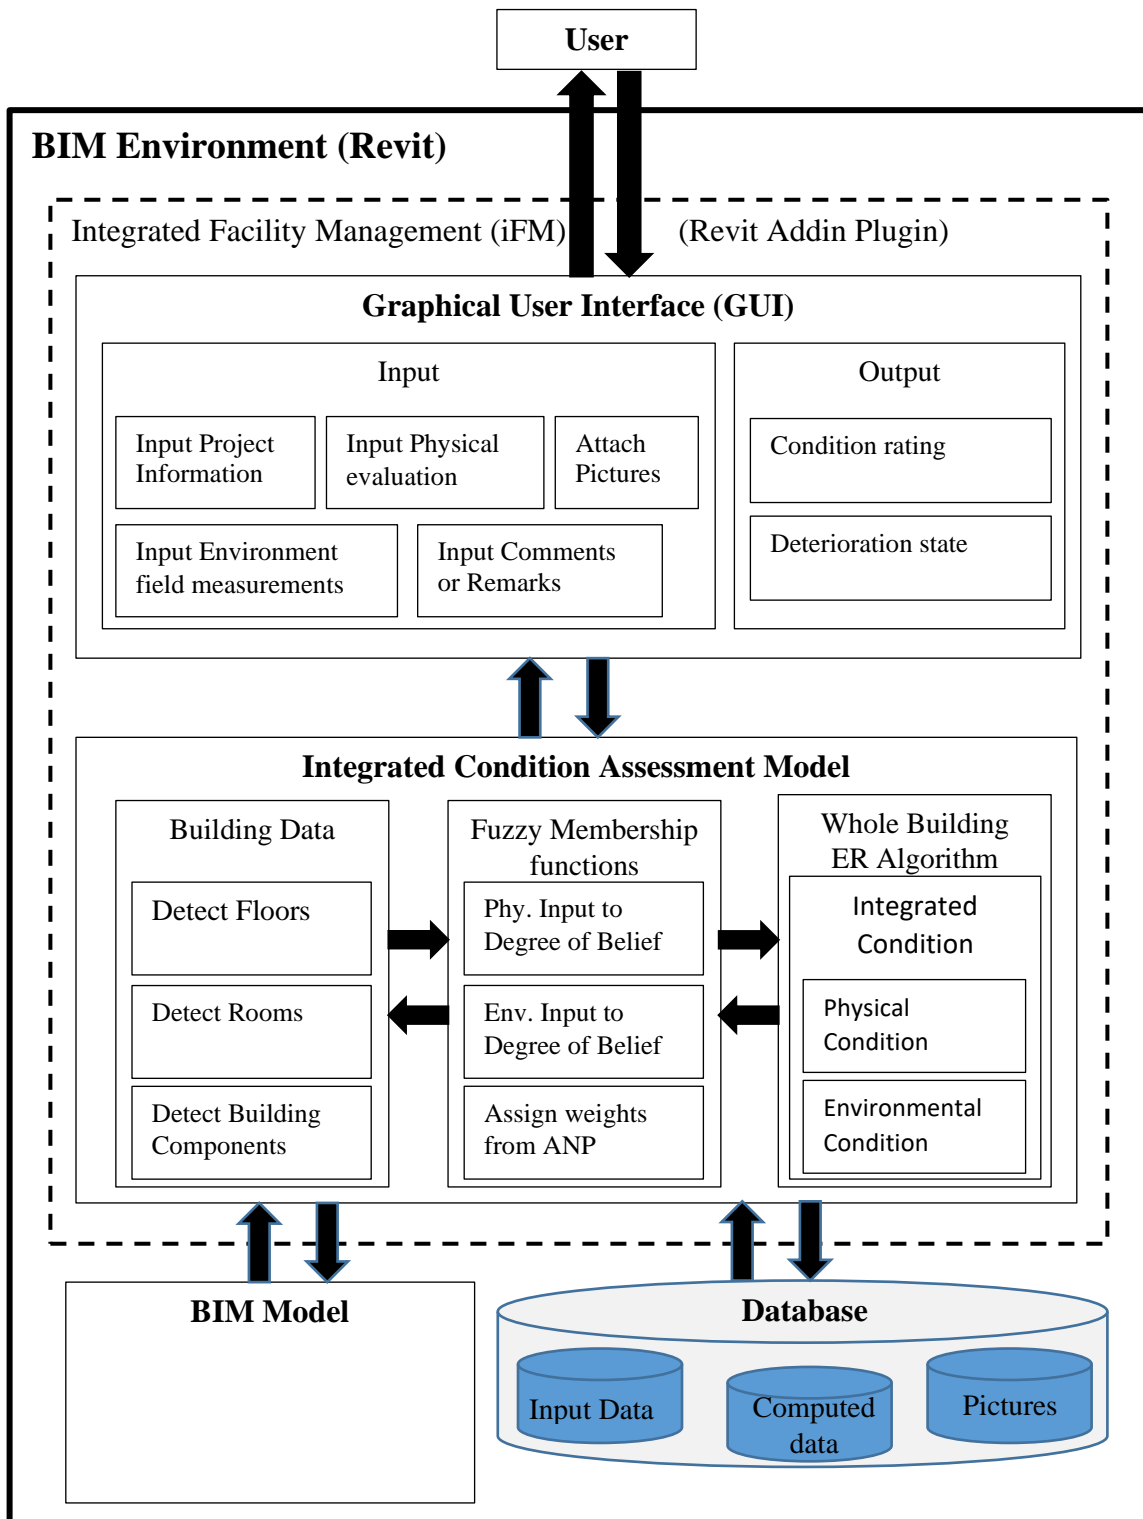 User
BIM Environment (Revit)
Integrated Facility Management (iFM)
(Revit Addin Plugin)
Graphical User Interface (GUI)
Input
Input Project
Information
Input Physical
evaluation
Attach
Pictures
Input Environment
field measurements
Input Comments
or Remarks
Output
Condition rating
Deterioration state
Integrated Condition Assessment Model
Building Data
Detect Floors
Detect Rooms
Detect Building
Components
Fuzzy Membership
functions
Phy. Input to
Degree of Belief
Env. Input to
Degree of Belief
Assign weights
from ANP
Whole Building
ER Algorithm
Integrated
Condition
Physical
Condition
Environmental
Condition
BIM Model
Database
Input Data
Computed
data
Pictures